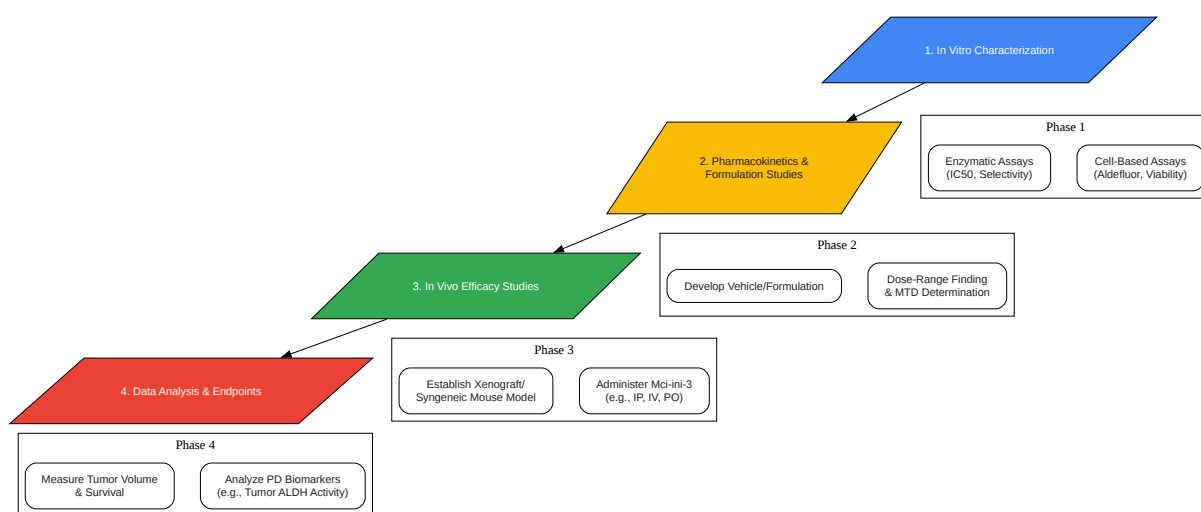 1. In Vitro Characterization
Phase 1
Enzymatic Assays
(IC50, Selectivity)
Cell-Based Assays
(Aldefluor, Viability)
2. Pharmacokinetics &
Formulation Studies
Phase 2
Develop Vehicle/Formulation
Dose-Range Finding
& MTD Determination
3. In Vivo Efficacy Studies
Phase 3
Establish Xenograft/
Syngeneic Mouse Model
Administer Mci-ini-3
(e.g., IP, IV, PO)
4. Data Analysis & Endpoints
Phase 4
Measure Tumor Volume
& Survival
Analyze PD Biomarkers
(e.g., Tumor ALDH Activity)